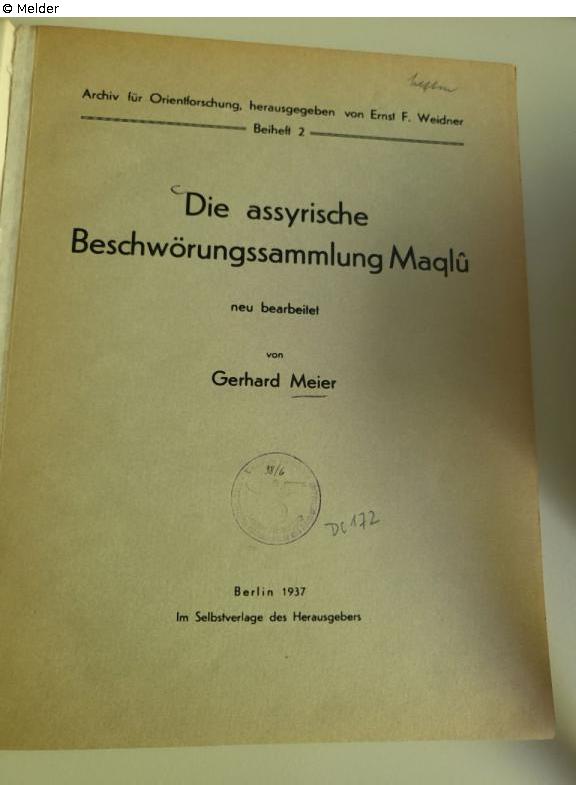 © Melder
Archiv für Orientforschung, herausgegeben von Ernst F. Weidner
Beiheft 2
Die assyrische
Beschwörungssammlung Maqlû
neu bearbeitet
von
Gerhard Meier
DC 172
Berlin 1937
Im Selbstverlage des Herausgebers